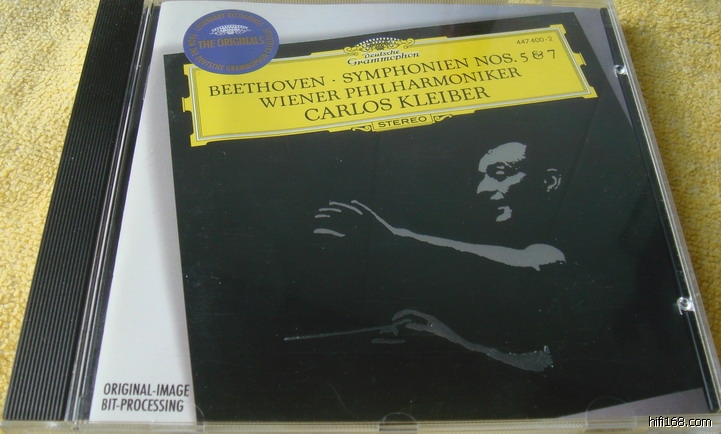 THE ORIGINALS
Deutsche
Grammophon
447 400-2
BEETHOVEN · SYMPHONIEN NOS. 5 & 7
WIENER PHILHARMONIKER
CARLOS KLEIBER
STEREO
ORIGINAL-IMAGE
BIT-PROCESSING
hifi168.com